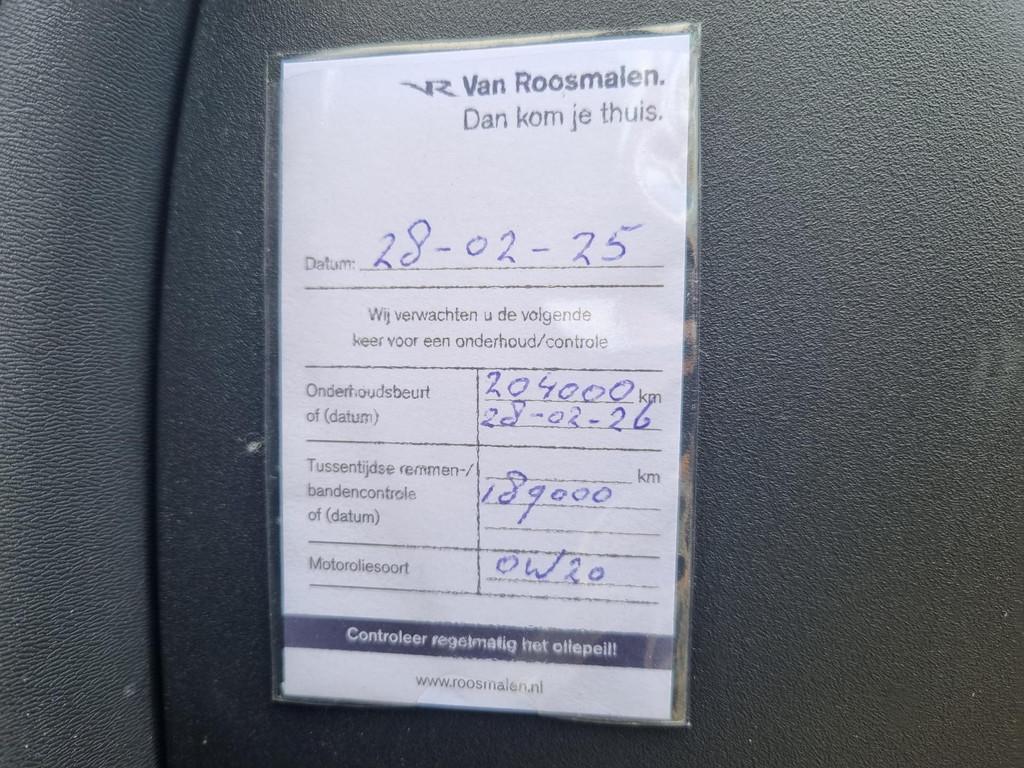 VR Van Roosmalen.
Dan kom je thuis.
Datum: 28-02-25
Wij verwachten u de volgende
keer voor een onderhoud/controle
Onderhoudsbeurt 204000 km
of (datum) 28-02-26
Tussentijdse remmen-/ km
bandencontrole 189000
of (datum)
Motoroliesoort 0W20
Controleer regelmatig het oliepeil!
www.roosmalen.nl